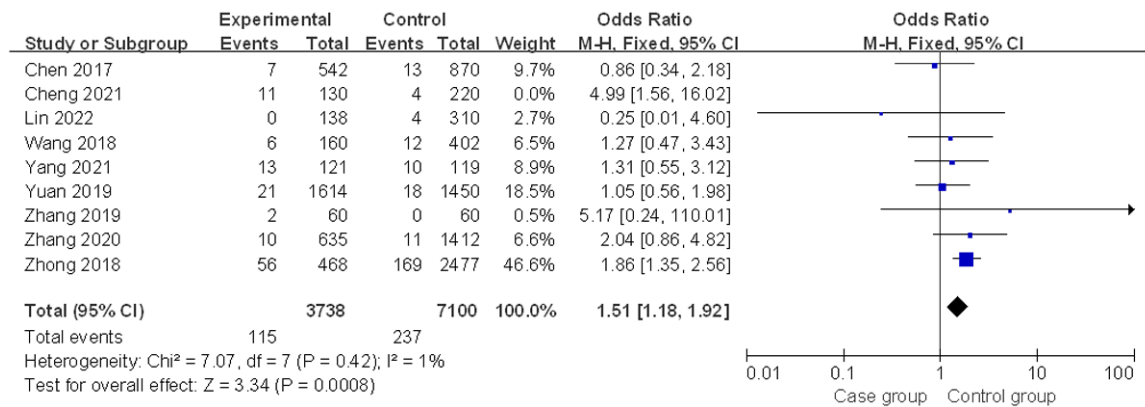 Experimental Control Odds Ratio Odds Ratio
Study or Subgroup Events Total Events Total Weight M-H, Fixed, 95% CI M-H, Fixed, 95% CI
Chen 2017 7 542 13 870 9.7% 0.86 [0.34, 2.18]
Cheng 2021 11 130 4 220 0.0% 4.99 [1.56, 16.02]
Lin 2022 0 138 4 310 2.7% 0.25 [0.01, 4.60]
Wang 2018 6 160 12 402 6.5% 1.27 [0.47, 3.43]
Yang 2021 13 121 10 119 8.9% 1.31 [0.55, 3.12]
Yuan 2019 21 1614 18 1450 18.5% 1.05 [0.56, 1.98]
Zhang 2019 2 60 0 60 0.5% 5.17 [0.24, 110.01]
Zhang 2020 10 635 11 1412 6.6% 2.04 [0.86, 4.82]
Zhong 2018 56 468 169 2477 46.6% 1.86 [1.35, 2.56]
Total (95% CI) 3738 7100 100.0% 1.51 [1.18, 1.92]
Total events 115 237
Heterogeneity: Chi² = 7.07, df = 7 (P = 0.42); I² = 1%
Test for overall effect: Z = 3.34 (P = 0.0008)
0.01 0.1 1 10 100
Case group Control group